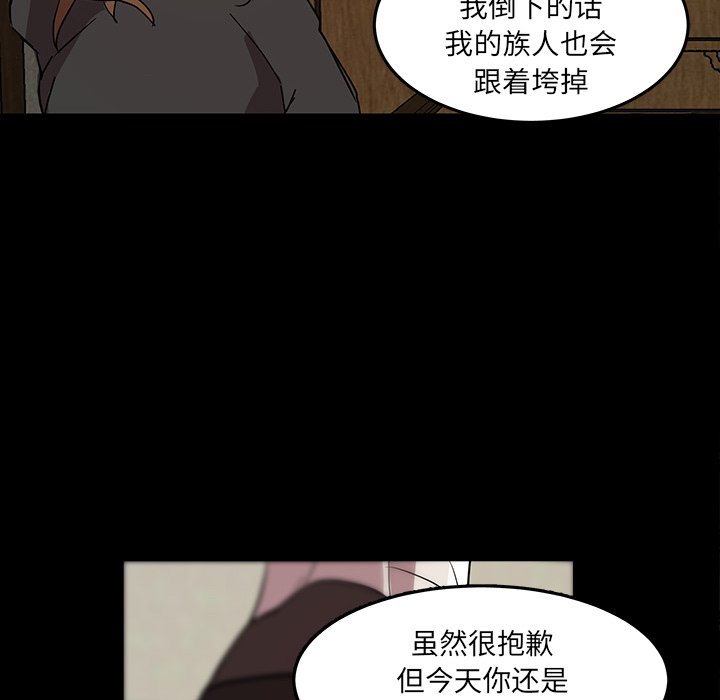 我倒下的话
我的族人也会
跟着垮掉
虽然很抱歉
但今天你还是